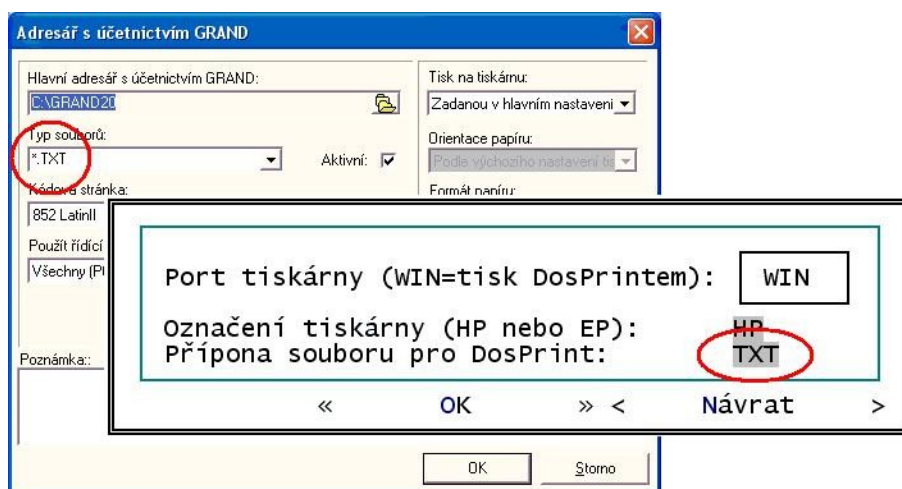 Adresář s účetnictvím GRAND
Hlavní adresář s účetnictvím GRAND:
C:\GRAND20
Typ souborů:
*.TXT
Aktivní:
Kódová stránka:
852 LatinII
Použít řídící
Všechny
Poznámka::
Tisk na tiskárnu:
Zadanou v hlavním nastavení
Orientace papíru:
Podle výchozího nastavení
Formát papíru:
Port tiskárny (WIN=tisk DosPrintem): WIN
Označení tiskárny (HP nebo EP): HP
Přípona souboru pro DosPrint: TXT
« OK » < Návrat >
OK Storno